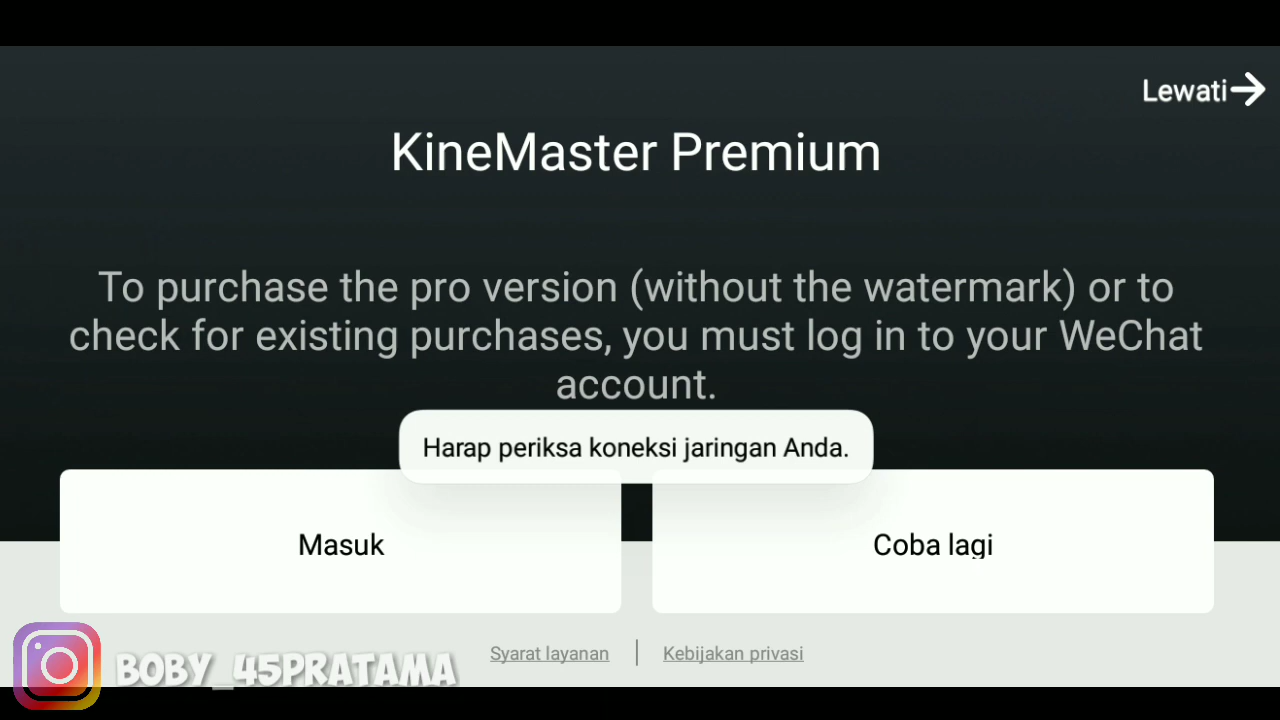 Lewati
KineMaster Premium
To purchase the pro version (without the watermark) or to
check for existing purchases, you must log in to your WeChat
account.
Harap periksa koneksi jaringan Anda.
Masuk
Coba lagi
Syarat layanan
Kebijakan privasi
BOBY_45PRATAMA